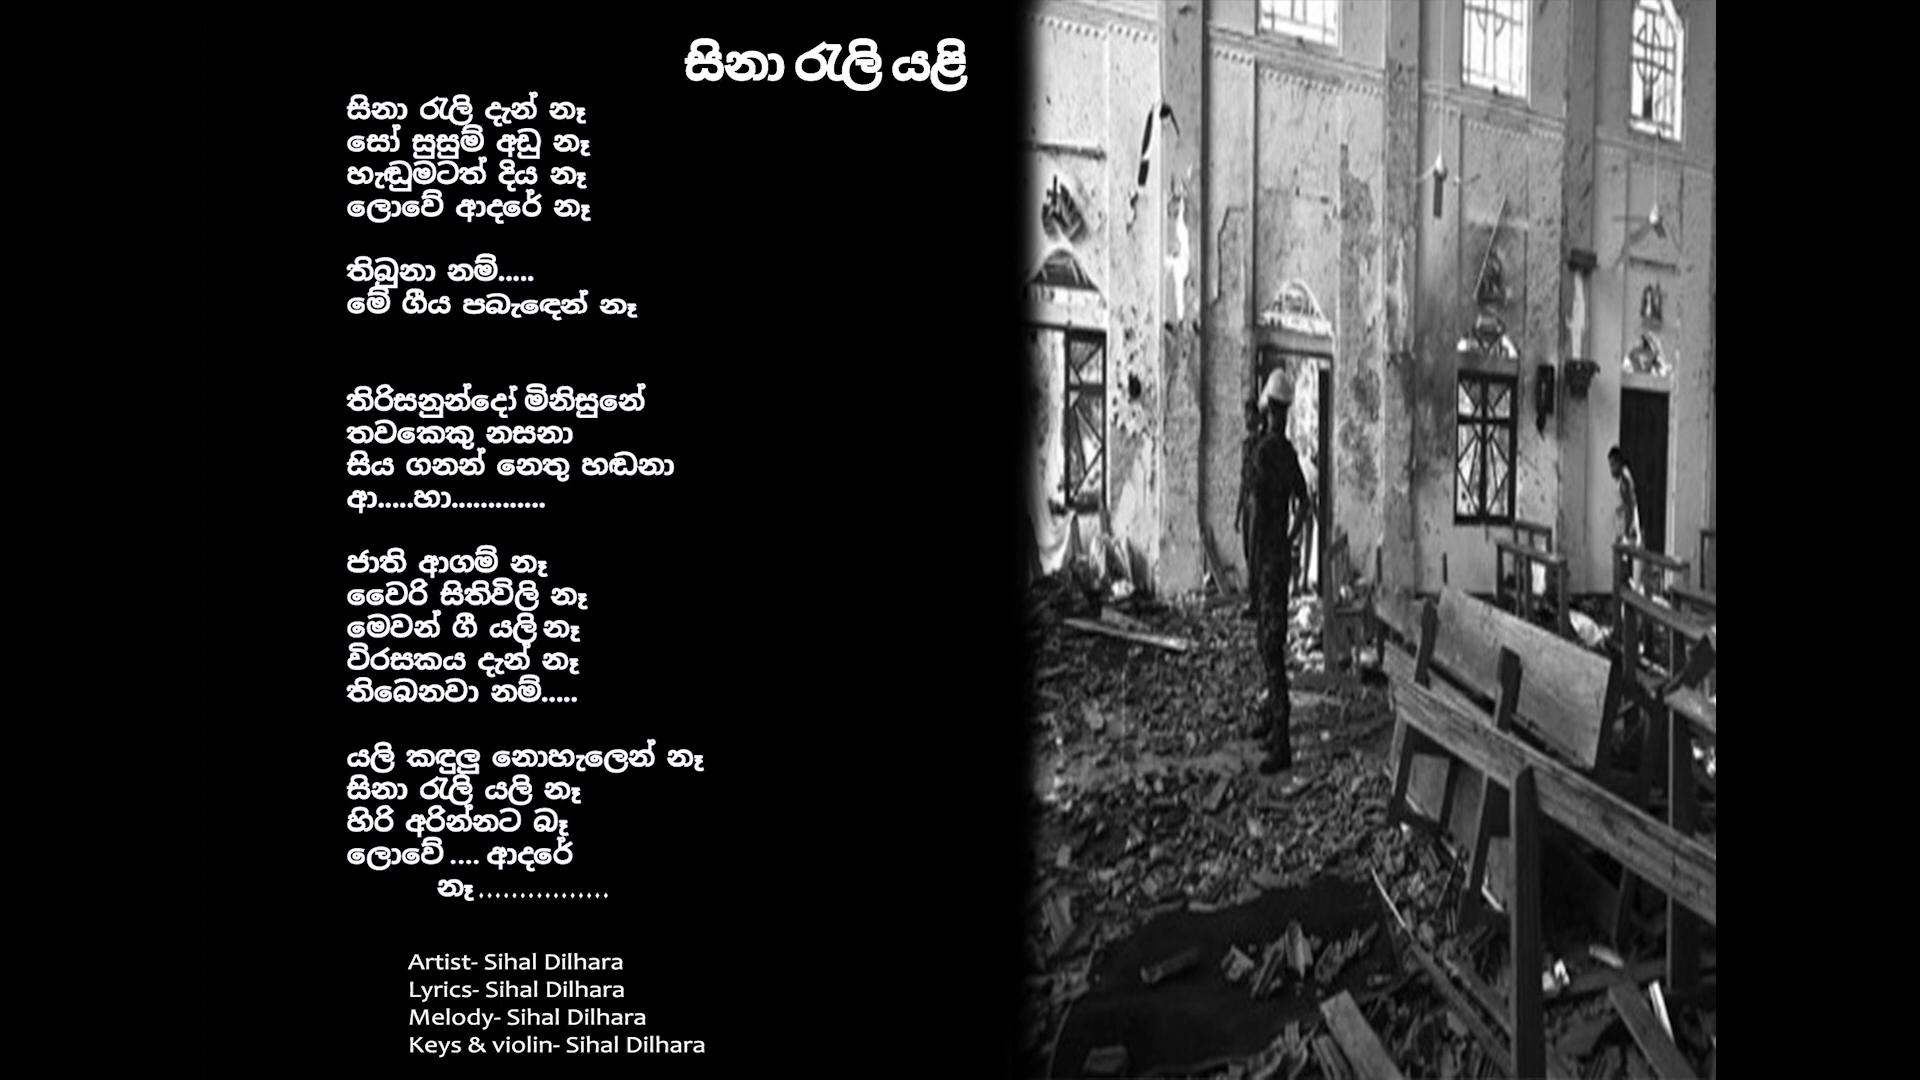 සිනා රැලි යළි
සිනා රැලි දැන් නෑ
සෝ සුසුම් අඩු නෑ
හැඬුමටත් දිය නෑ
ලොවේ ආදරේ නෑ
තිබුනා නම්.....
මේ ගීය පබැඳෙන් නෑ
තිරිසනුන්දෝ මිනිසුනේ
තවකෙකු නසනා
සිය ගනන් නෙතු හඬනා
ආ.....හා.............
ජාති ආගම් නෑ
වෛරි සිතිවිලි නෑ
මෙවන් ගී යලි නෑ
විරසකය දැන් නෑ
තිබෙනවා නම්.....
යලි කඳුලු නොහැලෙන් නෑ
සිනා රැලි යලි නෑ
හිරි අරින්නට බෑ
ලොවේ .... ආදරේ
නෑ................
Artist- Sihal Dilhara
Lyrics- Sihal Dilhara
Melody- Sihal Dilhara
Keys & violin- Sihal Dilhara